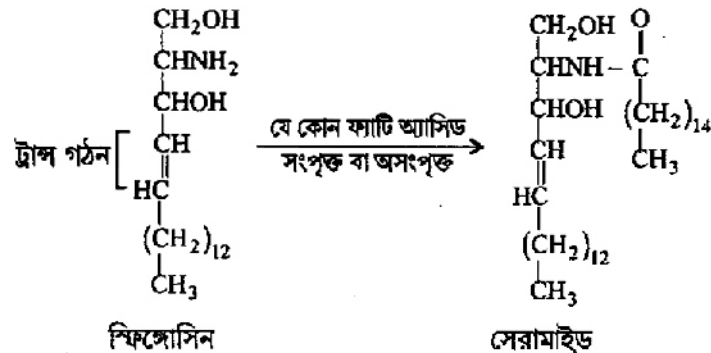 CH₂OH
CHNH₂
CHOH
ট্রান্স গঠন
CH
HC
(CH₂)₁₂
CH₃
স্ফিঙ্গোসিন
যে কোন ফ্যাটি অ্যাসিড
সংপৃক্ত বা অসংপৃক্ত
CH₂OH O
CHNH – C
CHOH (CH₂)₁₄
CH CH₃
HC
(CH₂)₁₂
CH₃
সেরামাইড